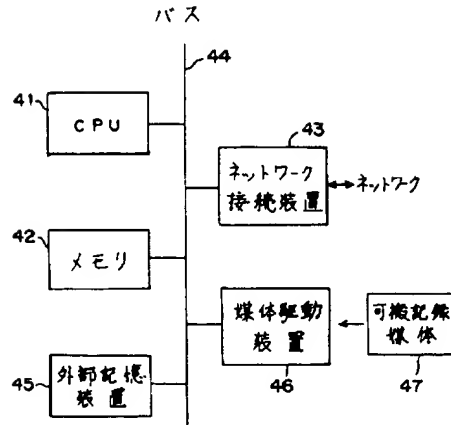 バス
44
41
CPU
43
ネットワーク
接続装置
ネットワーク
42
メモリ
媒体駆動
装置
可搬記録
媒体
45
外部記憶
装置
46
47